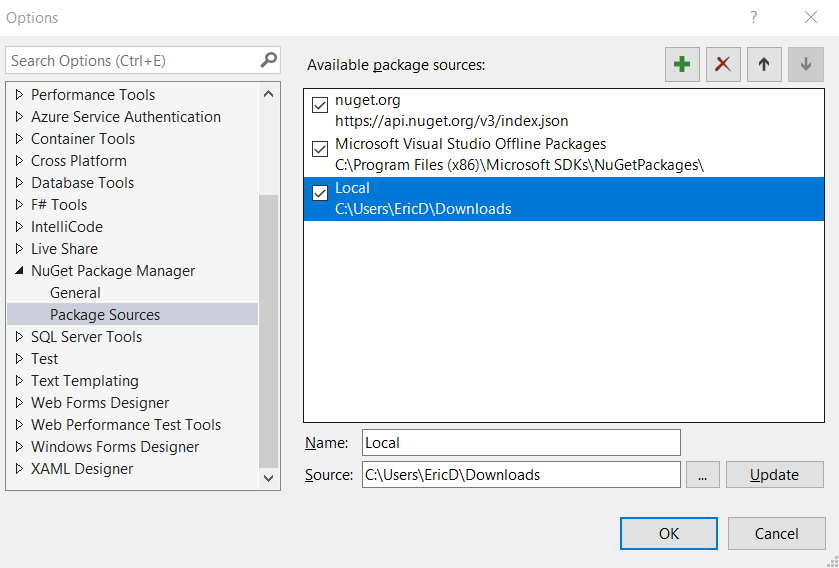 Options
?
Search Options (Ctrl+E)
Performance Tools
Azure Service Authentication
Container Tools
Cross Platform
Database Tools
F# Tools
IntelliCode
Live Share
NuGet Package Manager
General
Package Sources
SQL Server Tools
Test
Text Templating
Web Forms Designer
Web Performance Test Tools
Windows Forms Designer
XAML Designer
Available package sources:
nuget.org
https://api.nuget.org/v3/index.json
Microsoft Visual Studio Offline Packages
C:\Program Files (x86)\Microsoft SDKs\NuGetPackages\
Local
C:\Users\EricD\Downloads
Name: Local
Source: C:\Users\EricD\Downloads ... Update
OK Cancel